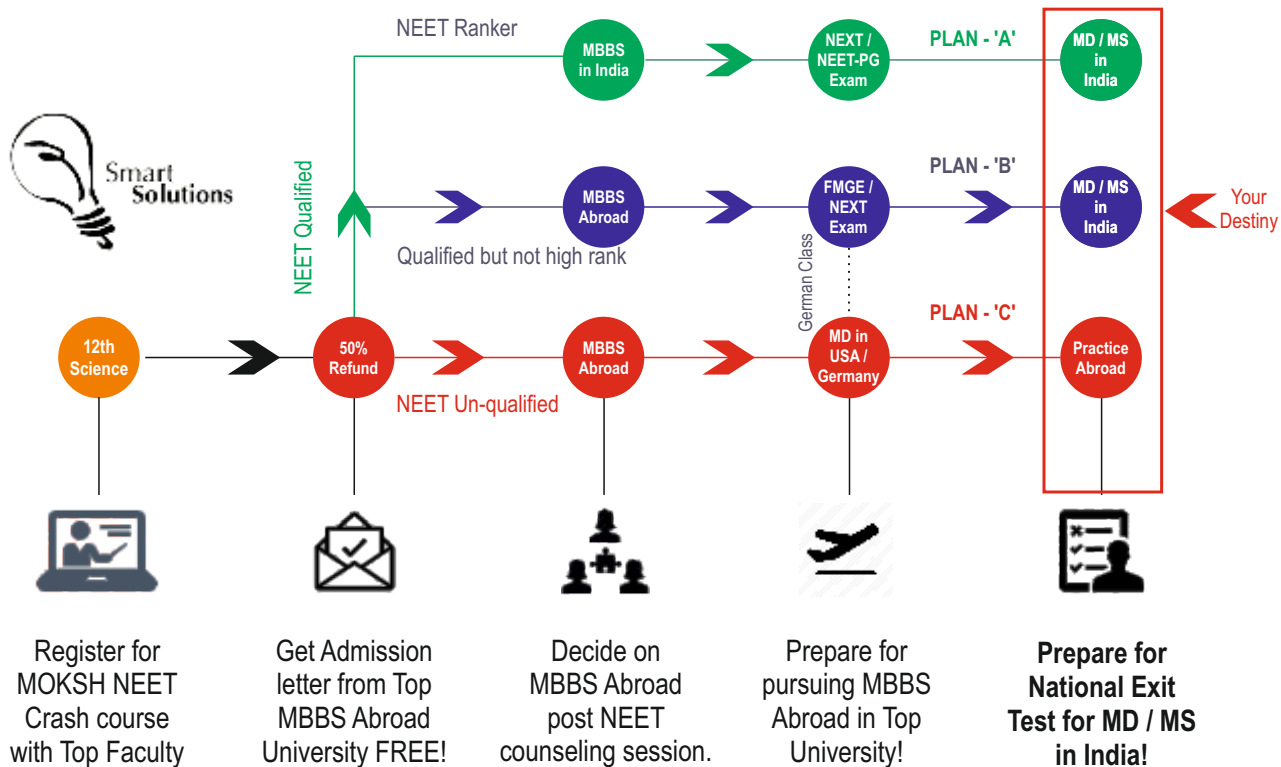 NEET Ranker
MBBS
in India
NEXT /
NEET-PG
Exam
PLAN - 'A'
MD / MS
in
India
Smart
Solutions
NEET Qualified
MBBS
Abroad
FMGE /
NEXT
Exam
PLAN - 'B'
MD / MS
in
India
Your
Destiny
Qualified but not high rank
German Class
12th
Science
50%
Refund
NEET Un-qualified
MBBS
Abroad
MD in
USA /
Germany
PLAN - 'C'
Practice
Abroad
Register for
MOKSH NEET
Crash course
with Top Faculty
Get Admission
letter from Top
MBBS Abroad
University FREE!
Decide on
MBBS Abroad
post NEET
counseling session.
Prepare for
pursuing MBBS
Abroad in Top
University!
Prepare for
National Exit
Test for MD / MS
in India!